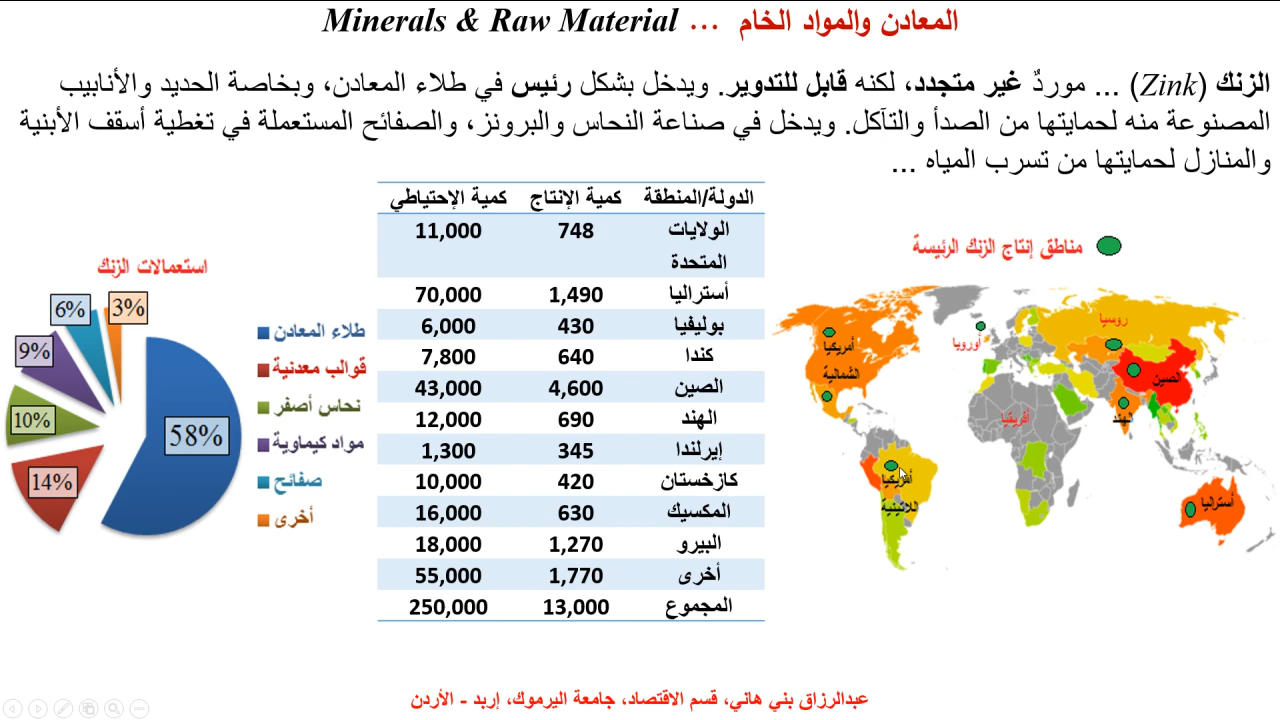 المعادن والمواد الخام ... Minerals & Raw Material
الزنك (Zink) ... موردٌ غير متجدد، لكنه قابل للتدوير. ويدخل بشكل رئيس في طلاء المعادن، وبخاصة الحديد والأنابيب
المصنوعة منه لحمايتها من الصدأ والتآكل. ويدخل في صناعة النحاس والبرونز، والصفائح المستعملة في تغطية أسقف الأبنية
والمنازل لحمايتها من تسرب المياه ...
مناطق إنتاج الزنك الرئيسة
أمريكيا
الشمالية
أوروبا
روسيا
الصين
الهند
أفريقيا
أمريكيا
اللاتينية
أستراليا
الدولة/المنطقة كمية الإنتاج كمية الإحتياطي
الولايات المتحدة 748 11,000
أستراليا 1,490 70,000
بوليفيا 430 6,000
كندا 640 7,800
الصين 4,600 43,000
الهند 690 12,000
إيرلندا 345 1,300
كازخستان 420 10,000
المكسيك 630 16,000
البيرو 1,270 18,000
أخرى 1,770 55,000
المجموع 13,000 250,000
استعمالات الزنك
طلاء المعادن
قوالب معدنية
نحاس أصفر
مواد كيماوية
صفائح
أخرى
58%
14%
10%
9%
6%
3%
عبدالرزاق بني هاني، قسم الاقتصاد، جامعة اليرموك، إربد - الأردن